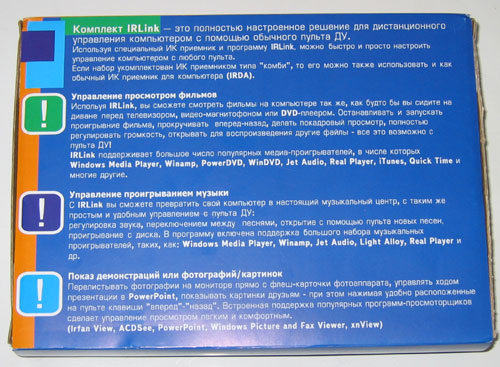 Комплект IRLink — это полностью настроенное решение для дистанционного
управления компьютером с помощью обычного пульта ДУ.
Используя специальный ИК приемник и программу IRLink, можно быстро и просто настроить
управление компьютером с любого пульта.
Если набор укомплектован ИК приемником типа "комби", то его можно также использовать и как
обычный ИК приемник для компьютера (IRDA).
Управление просмотром фильмов
Используя IRLink, вы сможете смотреть фильмы на компьютере так же, как будто бы вы сидите на
диване перед телевизором, видео-магнитофоном или DVD-плеером. Останавливать и запускать
проигрывние фильма, прокручивать вперед-назад, делать покадровый просмотр, полностью
регулировать громкость, открывать для воспроизведения другие файлы - все это возможно с
пульта ДУ!
IRLink поддерживает большое число популярных медиа-проигрывателей, в числе которых
Windows Media Player, Winamp, PowerDVD, WinDVD, Jet Audio, Real Player, iTunes, Quick Time и
многие другие.
Управление проигрыванием музыки
С IRLink вы сможете превратить свой компьютер в настоящий музыкальный центр, с таким же
простым и удобным управлением с пульта ДУ:
регулировка звука, переключением между песнями, открытие с помощью пульта новых песен,
проигрывание с диска. В программу включена поддержка большого набора музыкальных
проигрывателей, таких, как: Windows Media Player, Winamp, Jet Audio, Light Alloy, Real Player и
др.
Показ демонстраций или фотографий/картинок
Перелистывать фотографии на мониторе прямо с флеш-карточки фотоаппарата, управлять ходом
презентации в PowerPoint, показывать картинки друзьям - при этом нажимая удобно расположенные
на пульте клавиши "вперед"-"назад". Встроенная поддержка популярных программ-просмоторщиков
сделает управление просмотром легким и комфортным.
(Irfan View, ACDSee, PowerPoint, Windows Picture and Fax Viewer, xnView)